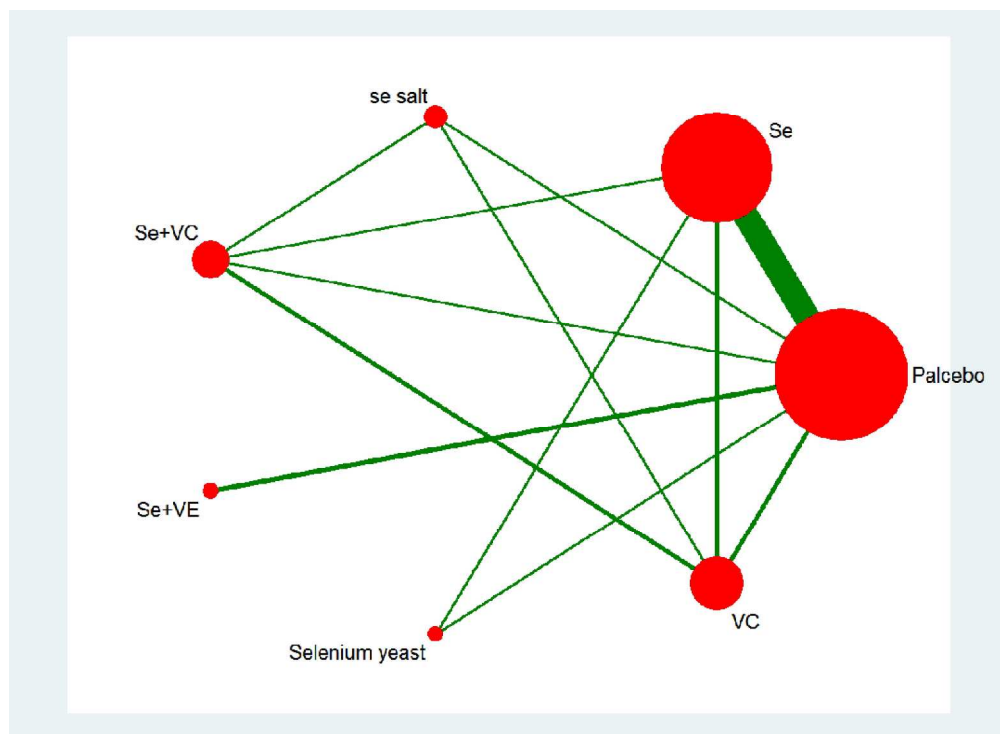 se salt
Se
Se+VC
Palcebo
Se+VE
VC
Selenium yeast